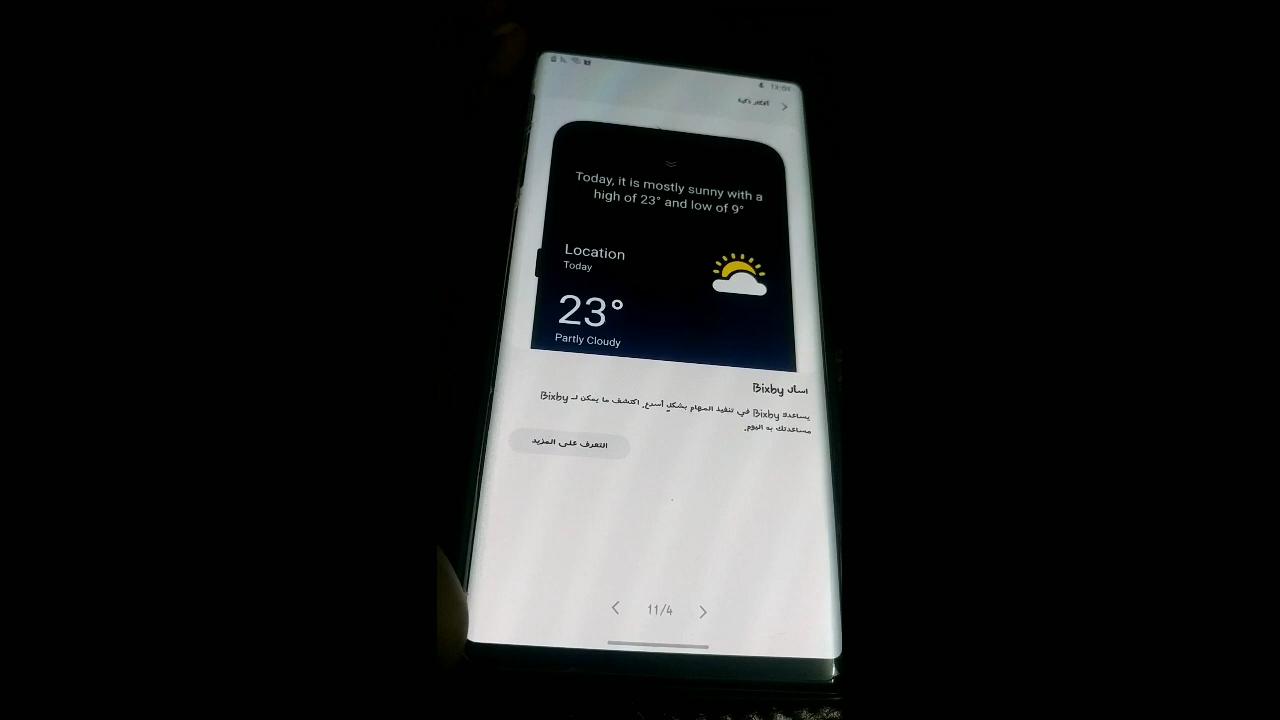 أكثر ذكية
Today, it is mostly sunny with a
high of 23° and low of 9°
Location
Today
23°
Partly Cloudy
اسأل Bixby
يساعدك Bixby في تنفيذ المهام بشكلٍ أسرع. اكتشف ما يمكن لـ Bixby
مساعدتك به اليوم.
التعرف على المزيد
11/4